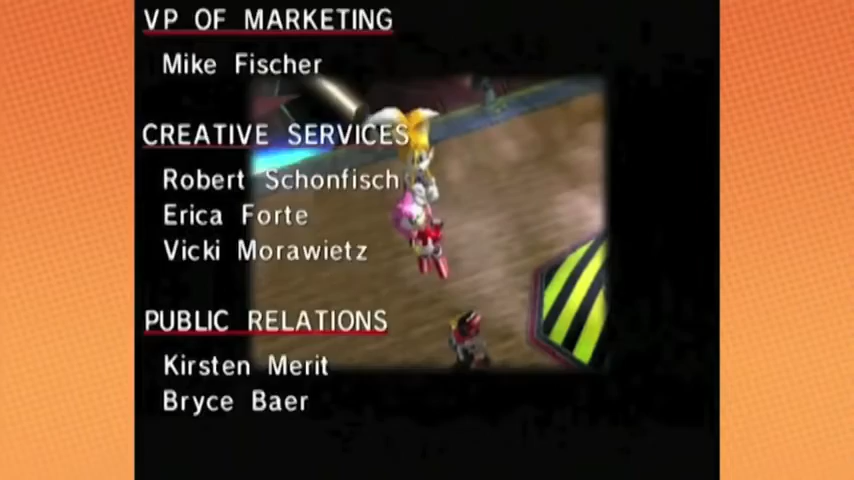 VP OF MARKETING
Mike Fischer
CREATIVE SERVICES
Robert Schonfisch
Erica Forte
Vicki Morawietz
PUBLIC RELATIONS
Kirsten Merit
Bryce Baer